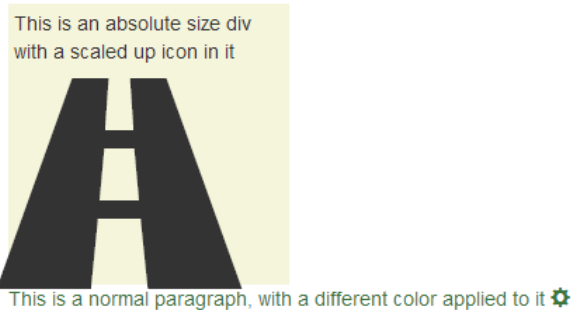 This is an absolute size div
with a scaled up icon in it
This is a normal paragraph, with a different color applied to it